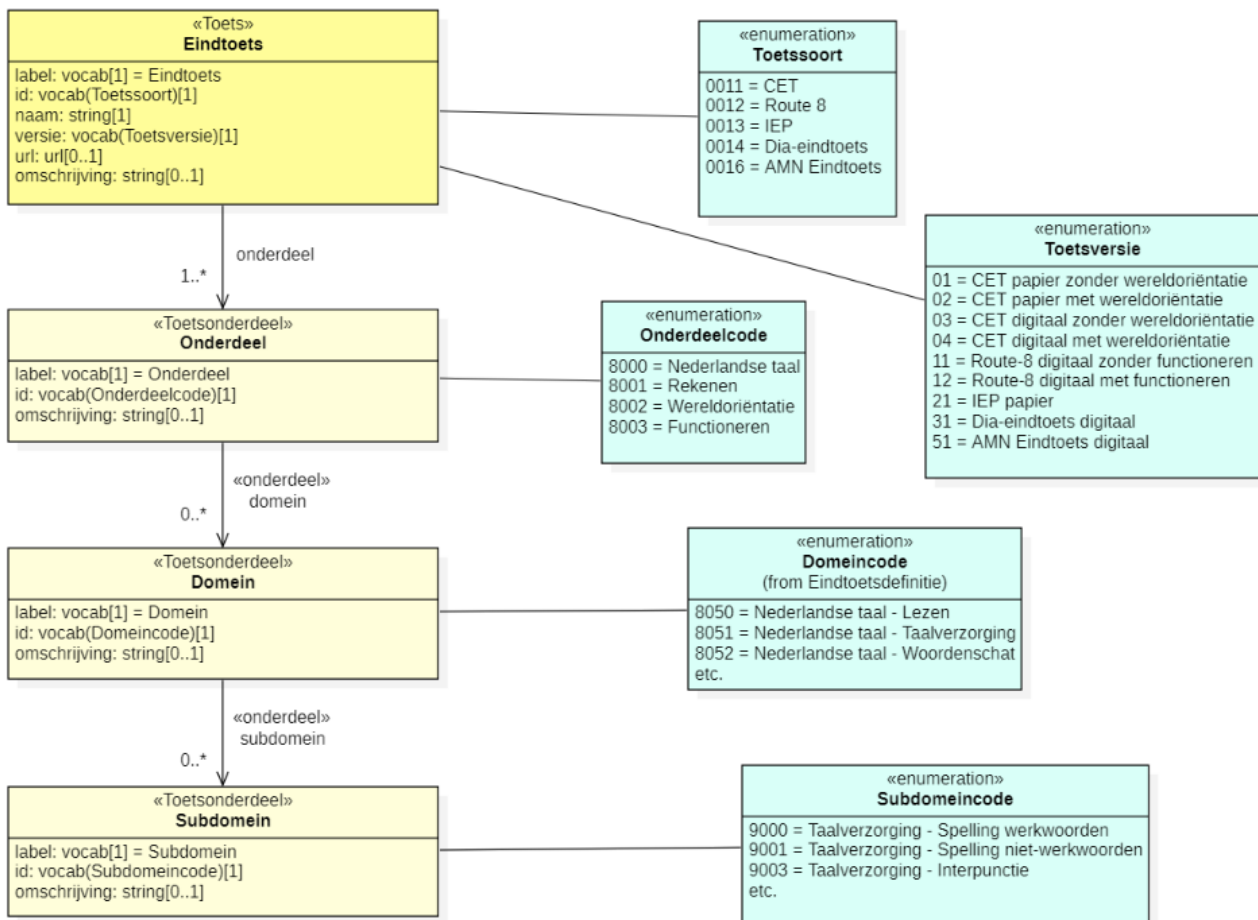 «Toets»
Eindtoets
label: vocab[1] = Eindtoets
id: vocab(Toetssoort)[1]
naam: string[1]
versie: vocab(Toetsversie)[1]
url: url[0..1]
omschrijving: string[0..1]
«enumeration»
Toetssoort
0011 = CET
0012 = Route 8
0013 = IEP
0014 = Dia-eindtoets
0016 = AMN Eindtoets
«enumeration»
Toetsversie
01 = CET papier zonder wereldoriëntatie
02 = CET papier met wereldoriëntatie
03 = CET digitaal zonder wereldoriëntatie
04 = CET digitaal met wereldoriëntatie
11 = Route-8 digitaal zonder functioneren
12 = Route-8 digitaal met functioneren
21 = IEP papier
31 = Dia-eindtoets digitaal
51 = AMN Eindtoets digitaal
onderdeel
1..*
«Toetsonderdeel»
Onderdeel
label: vocab[1] = Onderdeel
id: vocab(Onderdeelcode)[1]
omschrijving: string[0..1]
«enumeration»
Onderdeelcode
8000 = Nederlandse taal
8001 = Rekenen
8002 = Wereldoriëntatie
8003 = Functioneren
«onderdeel»
domein
0..*
«Toetsonderdeel»
Domein
label: vocab[1] = Domein
id: vocab(Domeincode)[1]
omschrijving: string[0..1]
«enumeration»
Domeincode
(from Eindtoetsdefinitie)
8050 = Nederlandse taal - Lezen
8051 = Nederlandse taal - Taalverzorging
8052 = Nederlandse taal - Woordenschat
etc.
«onderdeel»
subdomein
0..*
«Toetsonderdeel»
Subdomein
label: vocab[1] = Subdomein
id: vocab(Subdomeincode)[1]
omschrijving: string[0..1]
«enumeration»
Subdomeincode
9000 = Taalverzorging - Spelling werkwoorden
9001 = Taalverzorging - Spelling niet-werkwoorden
9003 = Taalverzorging - Interpunctie
etc.